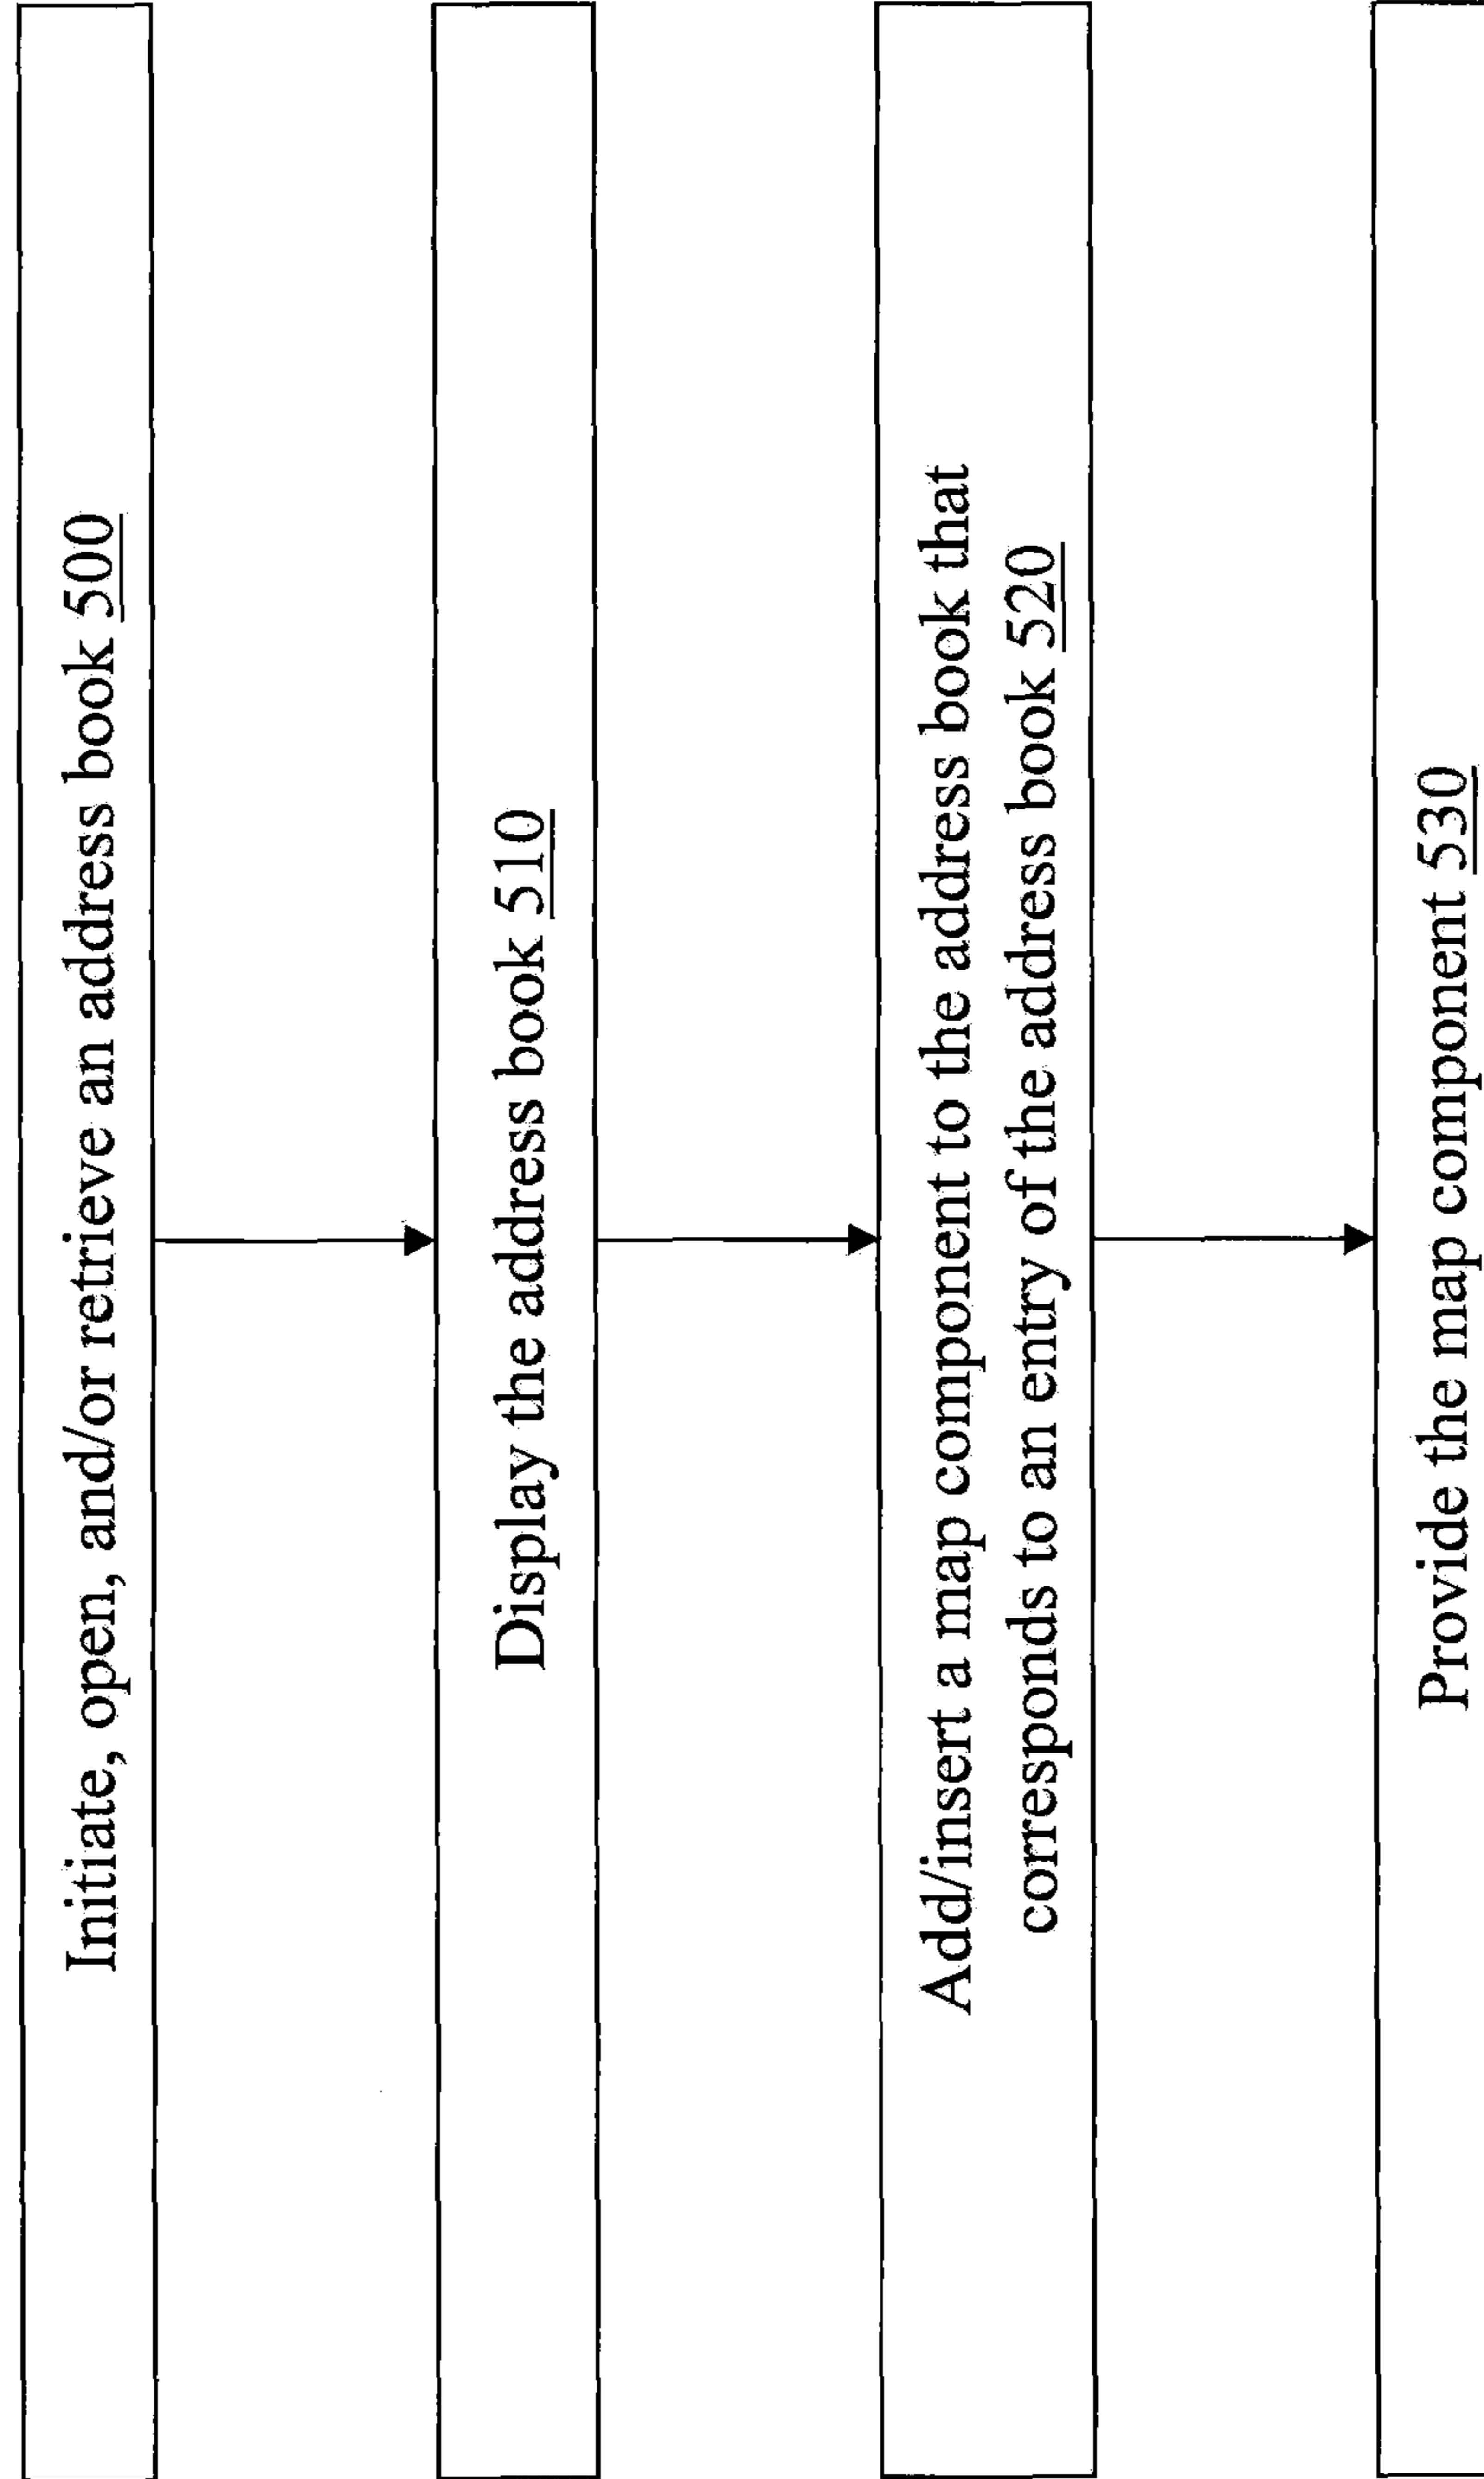 Initiate, open, and/or retrieve an address book 500
Display the address book 510
Add/insert a map component to the address book that
corresponds to an entry of the address book 520
Provide the map component 530